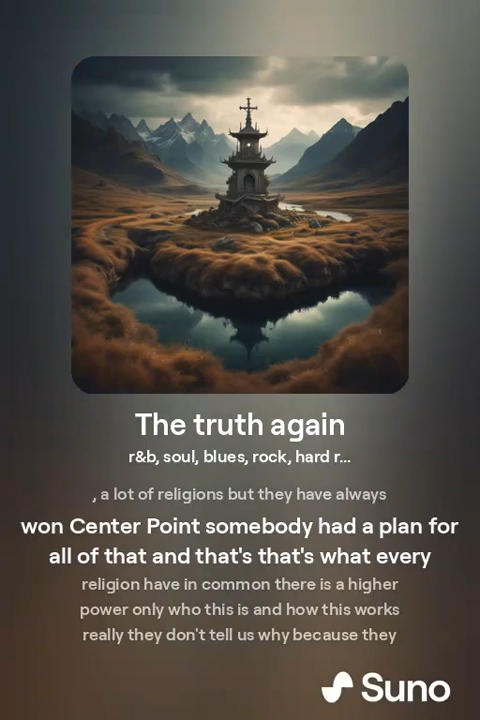 The truth again
r&b, soul, blues, rock, hard r...
, a lot of religions but they have always
won Center Point somebody had a plan for
all of that and that's that's what every
religion have in common there is a higher
power only who this is and how this works
really they don't tell us why because they
Suno